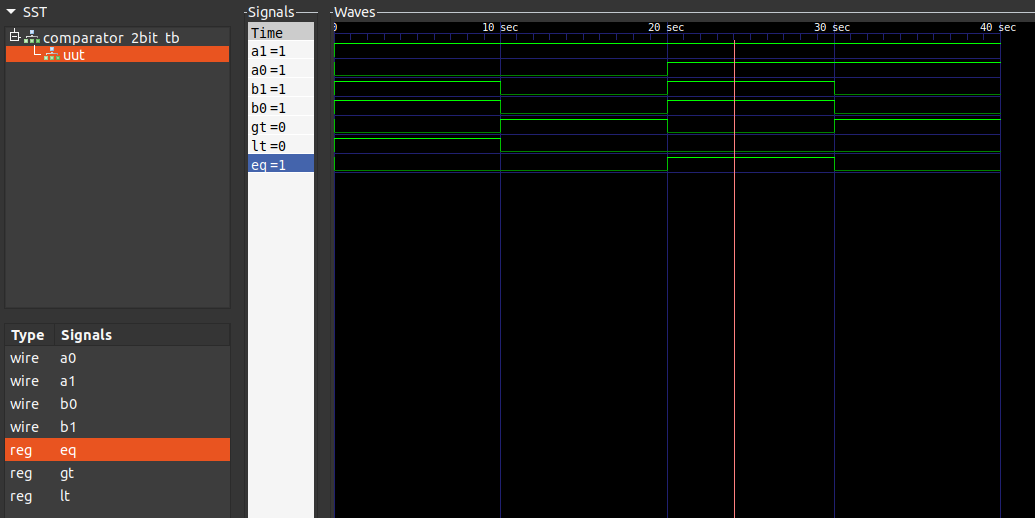 SST
comparator_2bit_tb
uut
Type Signals
wire a0
wire a1
wire b0
wire b1
reg eq
reg gt
reg lt
Signals
Time
a1=1
a0=1
b1=1
b0=1
gt=0
lt=0
eq=1
Waves
0 10 sec 20 sec 30 sec 40 sec